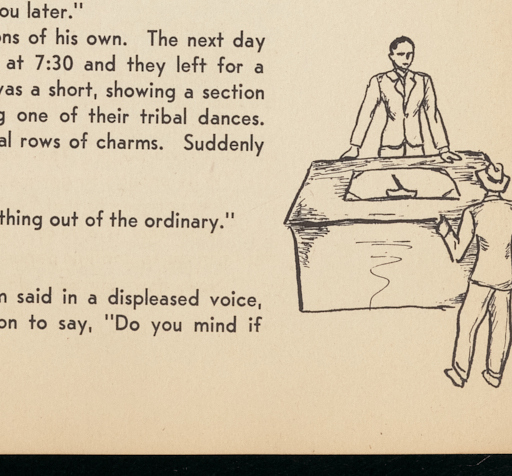 ou later."
ns of his own. The next day
at 7:30 and they left for a
was a short, showing a section
g one of their tribal dances.
al rows of charms. Suddenly
thing out of the ordinary."
n said in a displeased voice,
on to say, "Do you mind if